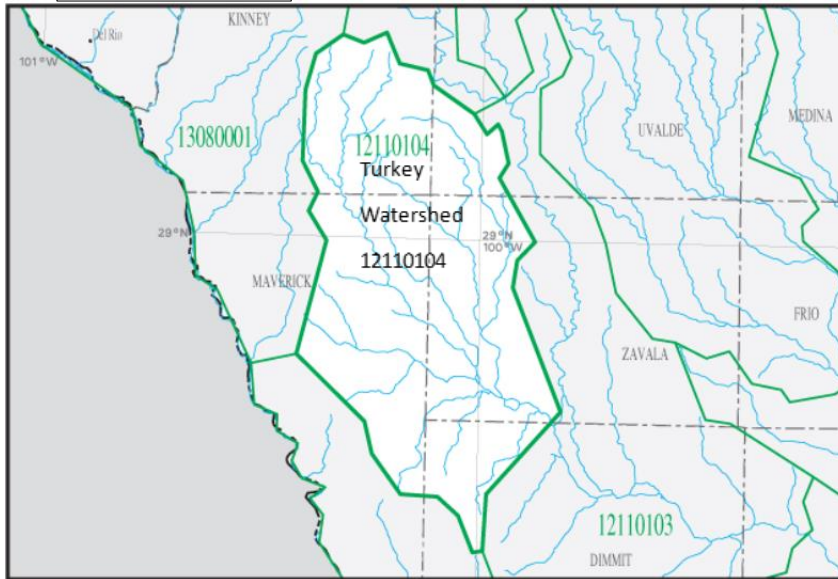 KINNEY
Del Rio
101°W
13080001
12110104
UVALDE
MEDINA
Turkey
Watershed
29°N
29°N
100°W
12110104
MAVERICK
FRIO
ZAVALA
12110103
DIMMIT